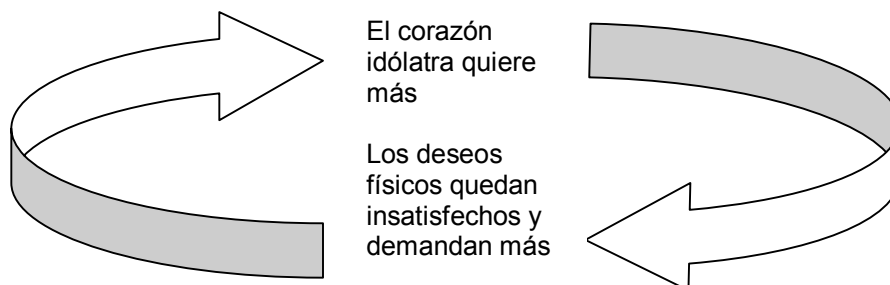 El corazón
idólatra quiere
más
Los deseos
físicos quedan
insatisfechos y
demandan más